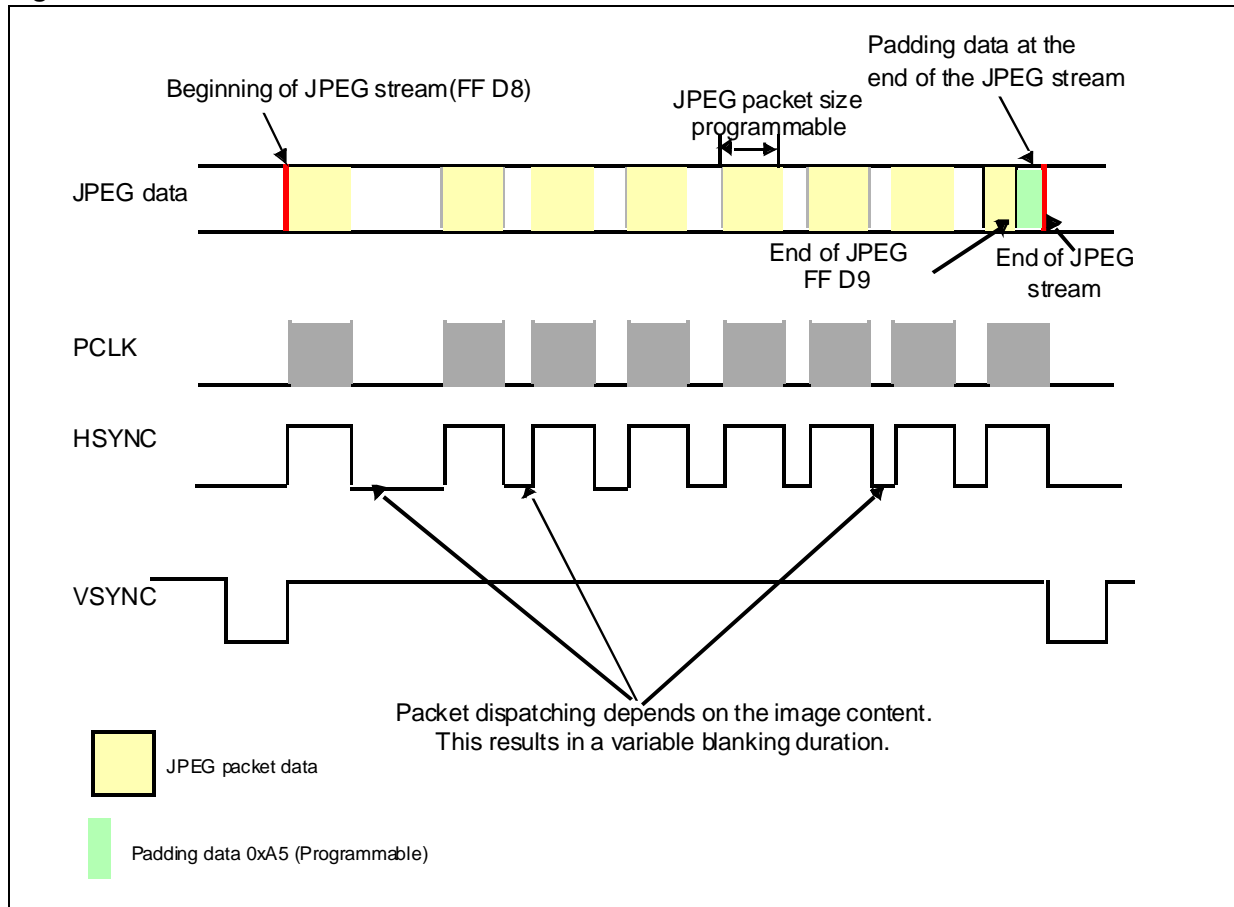 Padding data at the
end of the JPEG stream
Beginning of JPEG stream(FF D8)
JPEG packet size
programmable
JPEG data
End of JPEG
FF D9
End of JPEG
stream
PCLK
HSYNC
VSYNC
Packet dispatching depends on the image content.
This results in a variable blanking duration.
JPEG packet data
Padding data 0xA5 (Programmable)